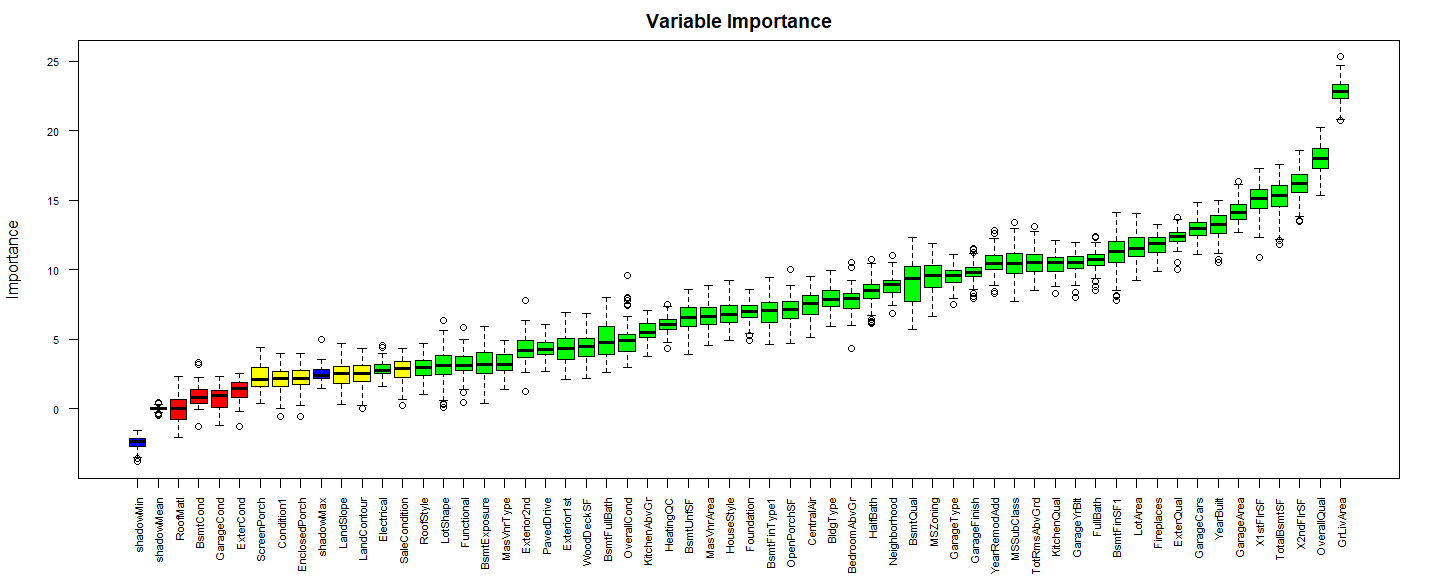 Variable Importance
Importance
25
20
15
10
5
0
shadowMin
shadowMean
RoofMatl
BsmtCond
GarageCond
ExterCond
ScreenPorch
Condition1
EnclosedPorch
shadowMax
LandSlope
LandContour
Electrical
SaleCondition
RoofStyle
LotShape
Functional
BsmtExposure
MasVnrType
Exterior2nd
PavedDrive
Exterior1st
WoodDeckSF
BsmtFullBath
OverallCond
KitchenAbvGr
HeatingQC
BsmtUnfSF
MasVnrArea
HouseStyle
Foundation
BsmtFinType1
OpenPorchSF
CentralAir
BldgType
BedroomAbvGr
HalfBath
Neighborhood
BsmtQual
MSZoning
GarageType
GarageFinish
YearRemodAdd
MSSubClass
TotRmsAbvGrd
KitchenQual
GarageYrBlt
FullBath
BsmtFinSF1
LotArea
Fireplaces
ExterQual
GarageCars
YearBuilt
GarageArea
X1stFlrSF
TotalBsmtSF
X2ndFlrSF
OverallQual
GrLivArea